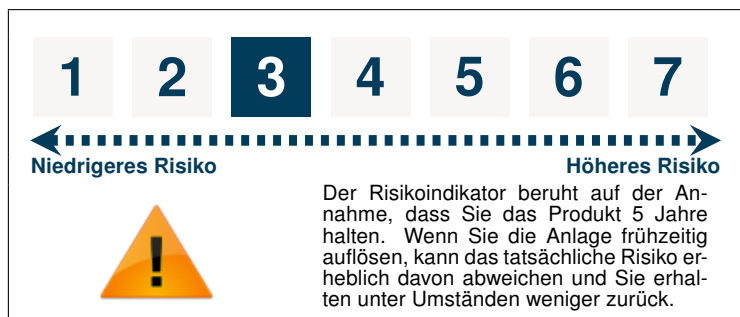 1 2 3 4 5 6 7
Niedrigeres Risiko Höheres Risiko
Der Risikoindikator beruht auf der An-
nahme, dass Sie das Produkt 5 Jahre
halten. Wenn Sie die Anlage frühzeitig
auflösen, kann das tatsächliche Risiko er-
heblich davon abweichen und Sie erhal-
ten unter Umständen weniger zurück.